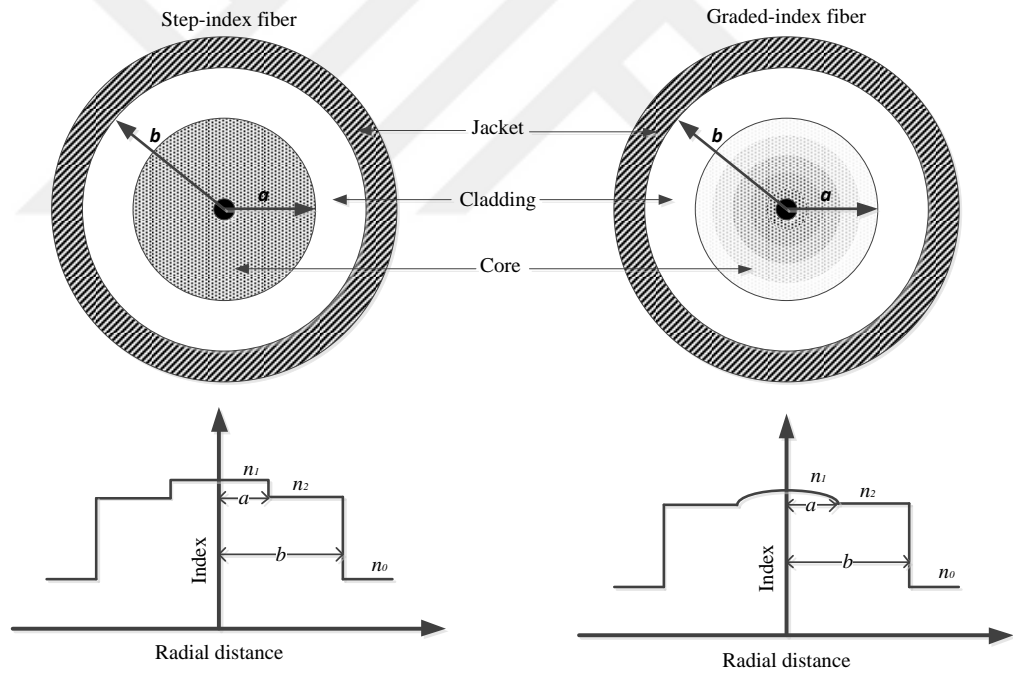 Step-index fiber
Graded-index fiber
b
a
Jacket
Cladding
Core
b
a
n₁
n₂
a
b
n₀
Index
Radial distance
n₁
n₂
a
b
n₀
Index
Radial distance